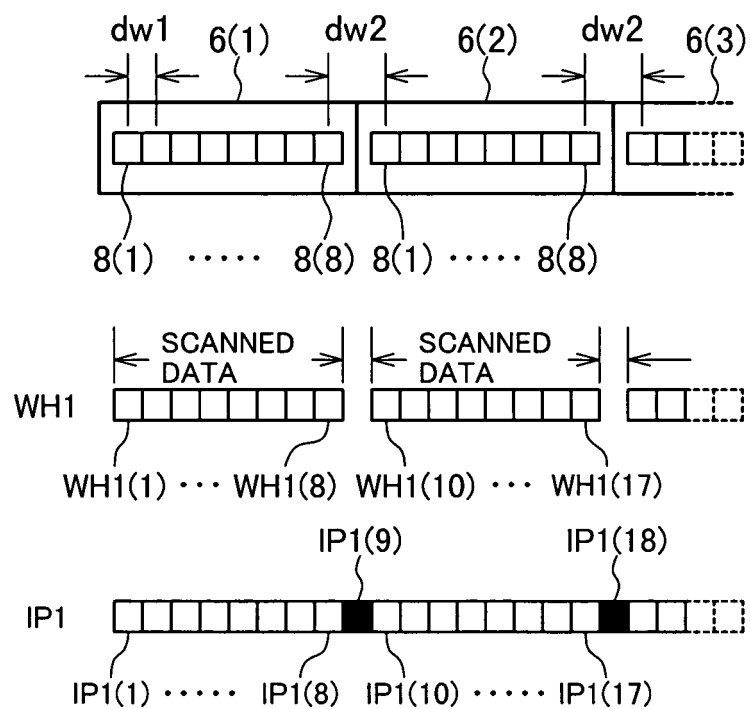 dw1 6(1) dw2 6(2) dw2 6(3)
8(1) ····· 8(8) 8(1) ····· 8(8)
SCANNED DATA SCANNED DATA
WH1
WH1(1) ··· WH1(8) WH1(10) ··· WH1(17)
IP1(9) IP1(18)
IP1
IP1(1) ····· IP1(8) IP1(10) ····· IP1(17)